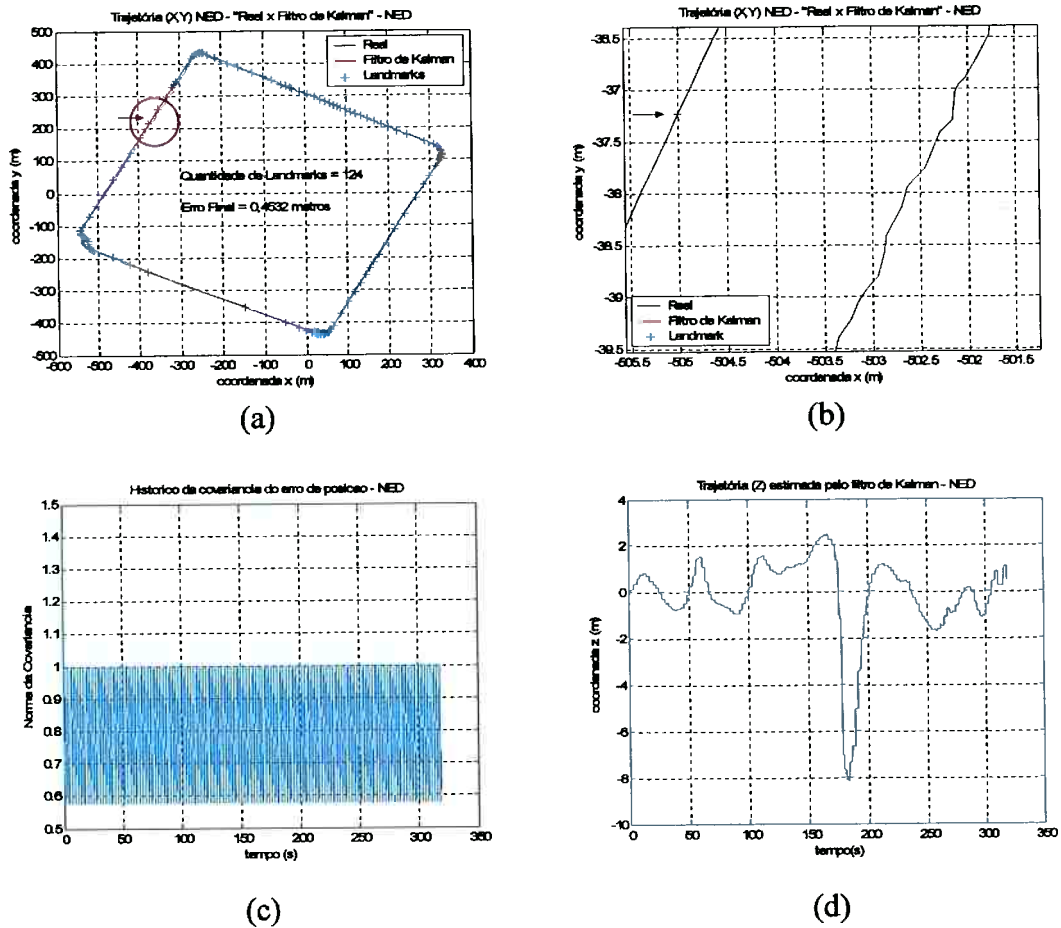 Trajetória (X,Y) NED - "Real x Filtro de Kalman" - NED
500
400
300
200
100
0
-100
-200
-300
-400
-500
coordenada y (m)
Real
Filtro de Kalman
Landmarks
Quantidade de Landmarks = 124
Erro Final = 0,4532 metros
-600 -500 -400 -300 -200 -100 0 100 200 300 400
coordenada x (m)
(a)
Trajetória (X,Y) NED - "Real x Filtro de Kalman" - NED
-36.5
-37
-37.5
-38
-38.5
-39
-39.5
coordenada y (m)
Real
Filtro de Kalman
Landmark
-505.5 -505 -504.5 -504 -503.5 -503 -502.5 -502 -501.5
coordenada x (m)
(b)
Historico da covariancia do erro de posicao - NED
1.5
1.4
1.3
1.2
1.1
1
0.9
0.8
0.7
0.6
0.5
Norma da Covariancia
0 50 100 150 200 250 300 350
tempo (s)
(c)
Trajetória (Z) estimada pelo filtro de Kalman - NED
4
2
0
-2
-4
-6
-8
-10
coordenada z (m)
0 50 100 150 200 250 300 350
tempo(s)
(d)